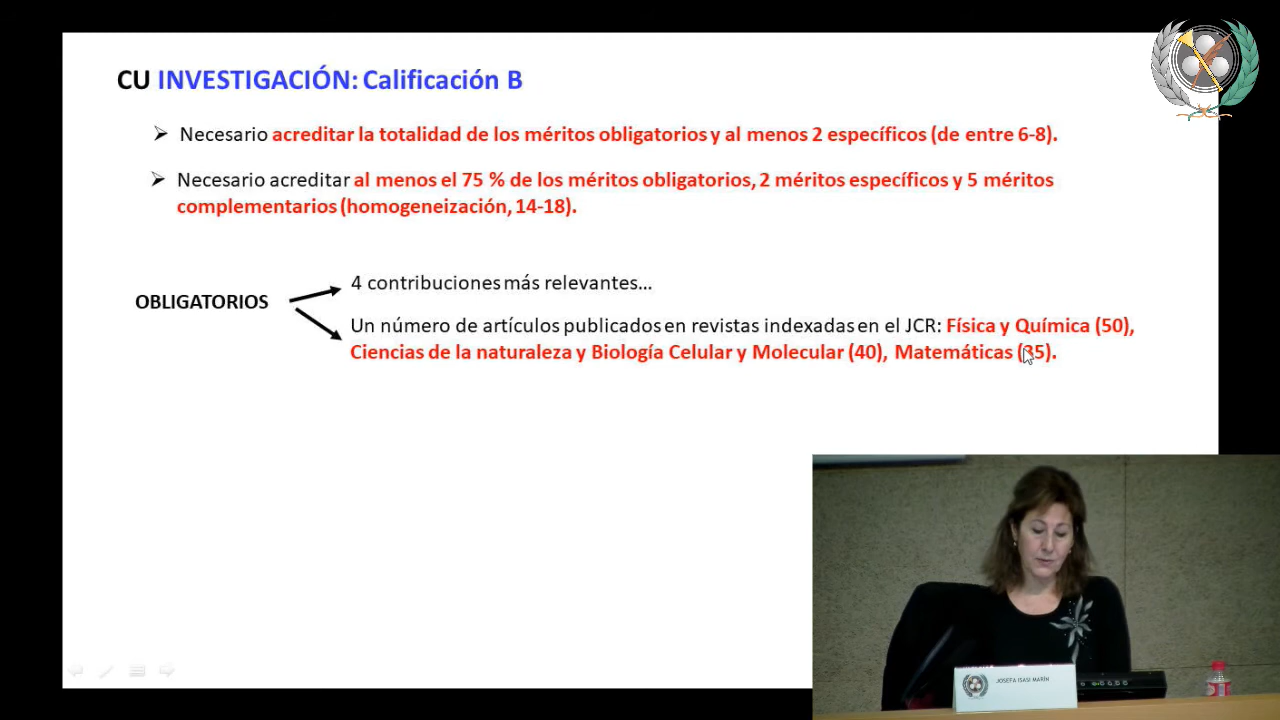 CU INVESTIGACIÓN: Calificación B
Necesario acreditar la totalidad de los méritos obligatorios y al menos 2 específicos (de entre 6-8).
Necesario acreditar al menos el 75 % de los méritos obligatorios, 2 méritos específicos y 5 méritos
complementarios (homogeneización, 14-18).
4 contribuciones más relevantes...
OBLIGATORIOS
Un número de artículos publicados en revistas indexadas en el JCR: Física y Química (50),
Ciencias de la naturaleza y Biología Celular y Molecular (40), Matemáticas (35).
JOSEFA ISASI MARÍN